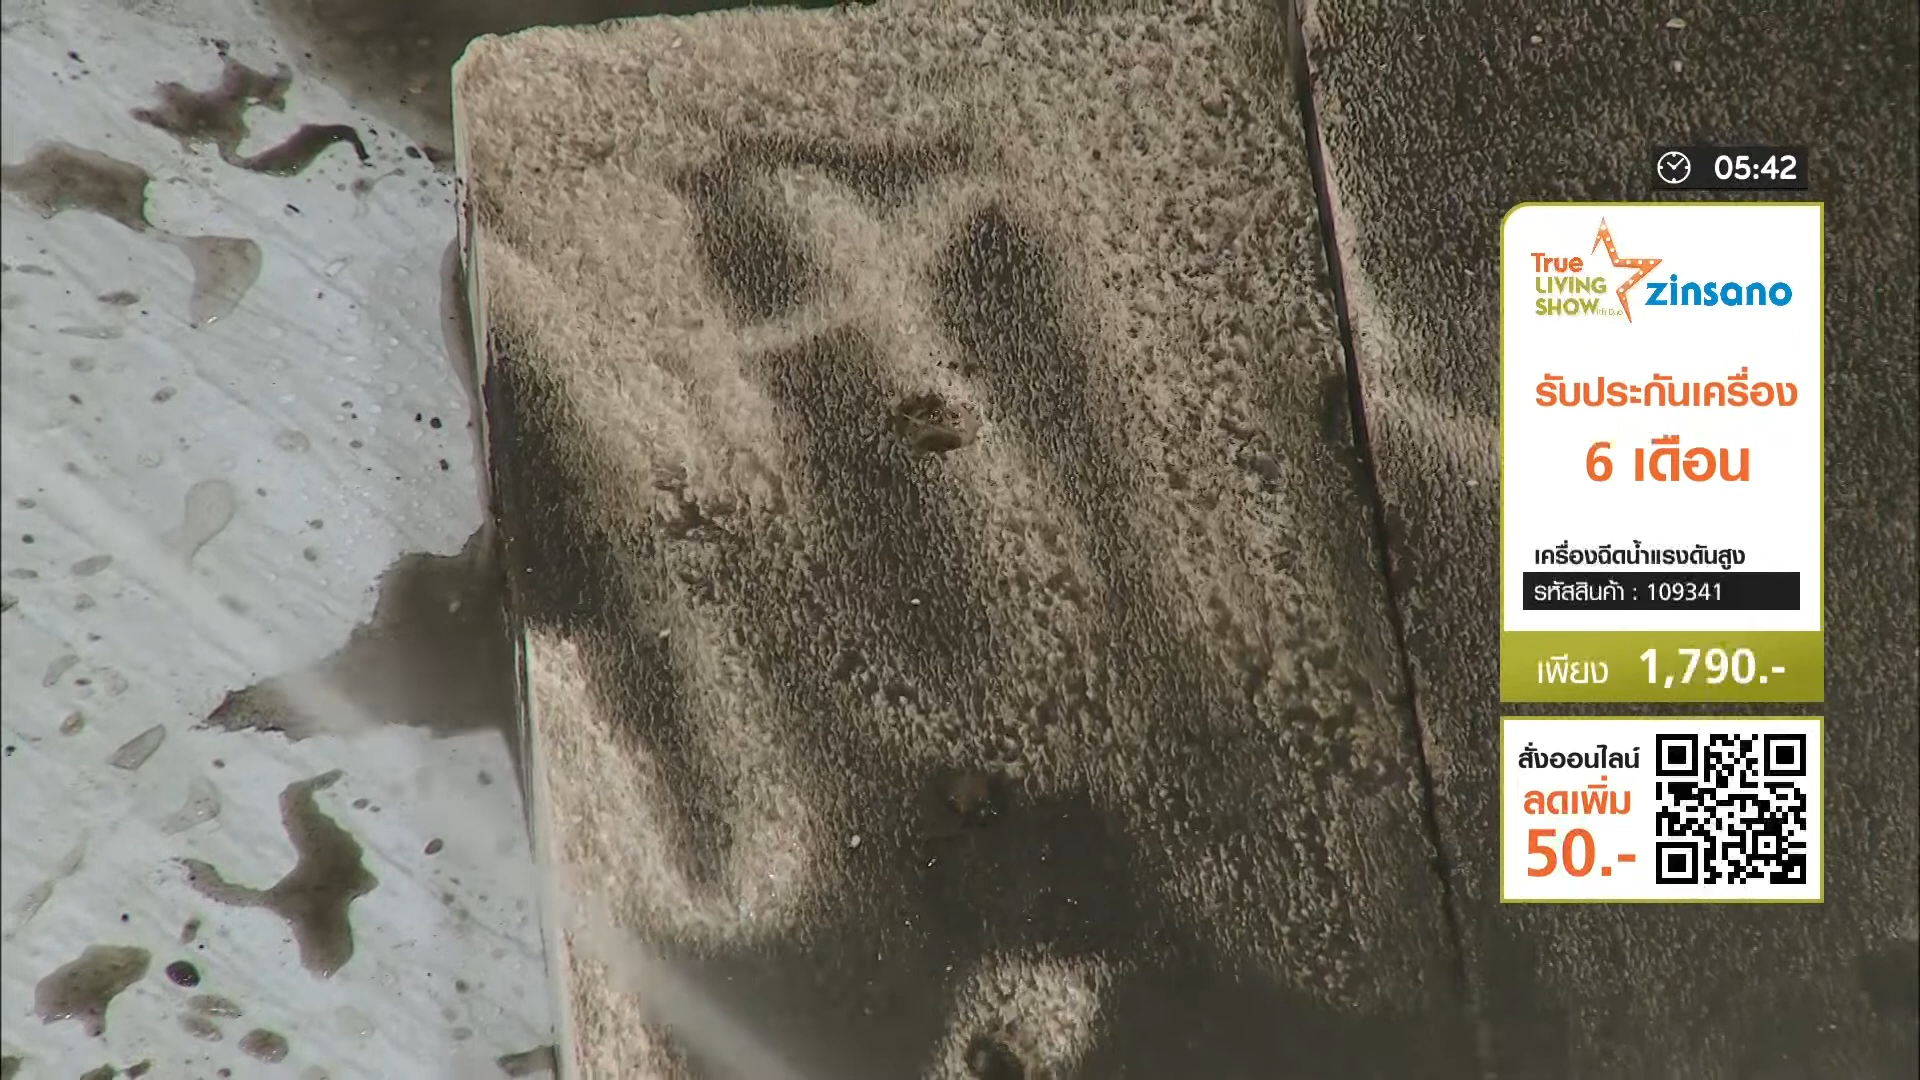 05:42
True
LIVING
SHOW
zinsano
รับประกันเครื่อง
6 เดือน
เครื่องฉีดน้ำแรงดันสูง
รหัสสินค้า : 109341
เพียง 1,790.-
สั่งออนไลน์
ลดเพิ่ม
50.-